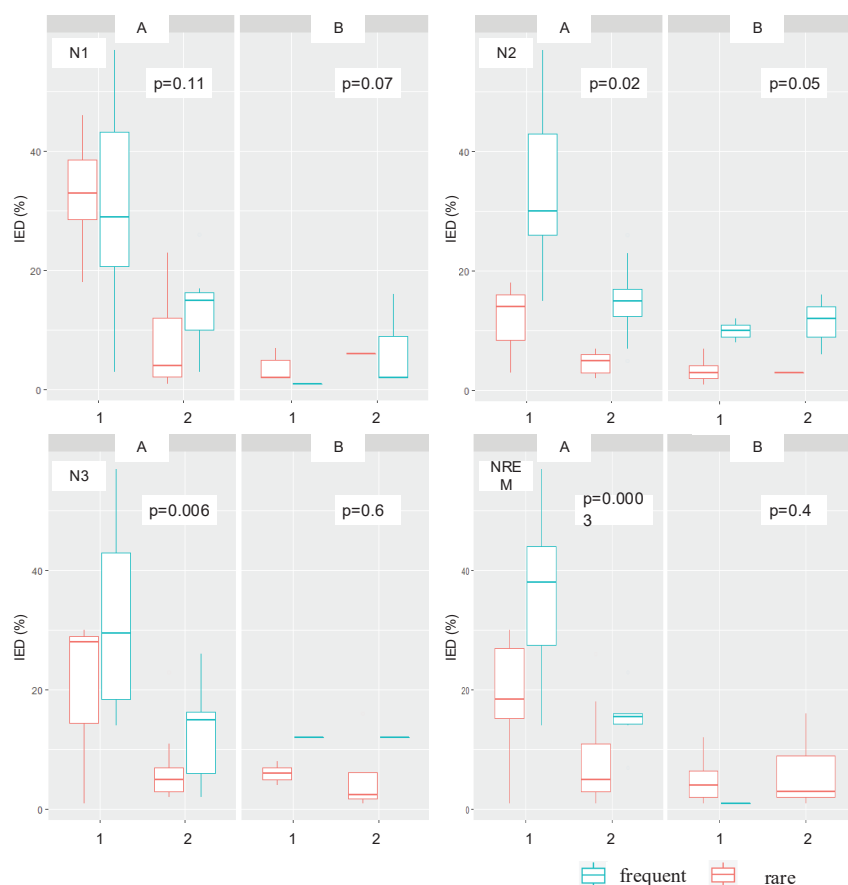 A B
N1
p=0.11 p=0.07
40
20
0
IED (%)
1 2 1 2
A B
N2
p=0.02 p=0.05
40
20
0
IED (%)
1 2 1 2
A B
N3
p=0.006 p=0.6
40
20
0
IED (%)
1 2 1 2
A B
NRE
M
p=0.000
3
p=0.4
40
20
0
IED (%)
1 2 1 2
frequent rare